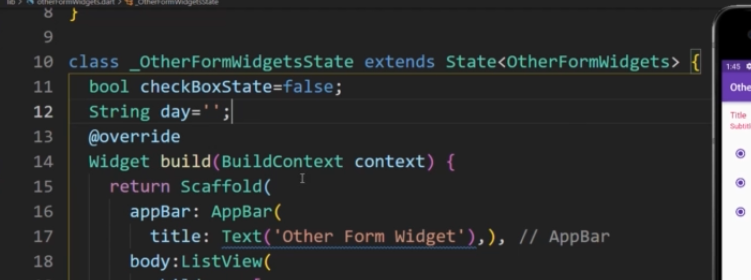 otherFormWidgets.dart > _OtherFormWidgetsState
8 }
9
10 class _OtherFormWidgetsState extends State<OtherFormWidgets> {
11 bool checkBoxState=false;
12 String day='';
13 @override
14 Widget build(BuildContext context) {
15 return Scaffold(
16 appBar: AppBar(
17 title: Text('Other Form Widget'),), // AppBar
18 body:ListView(
1:45
Othe
Title
Subtitl